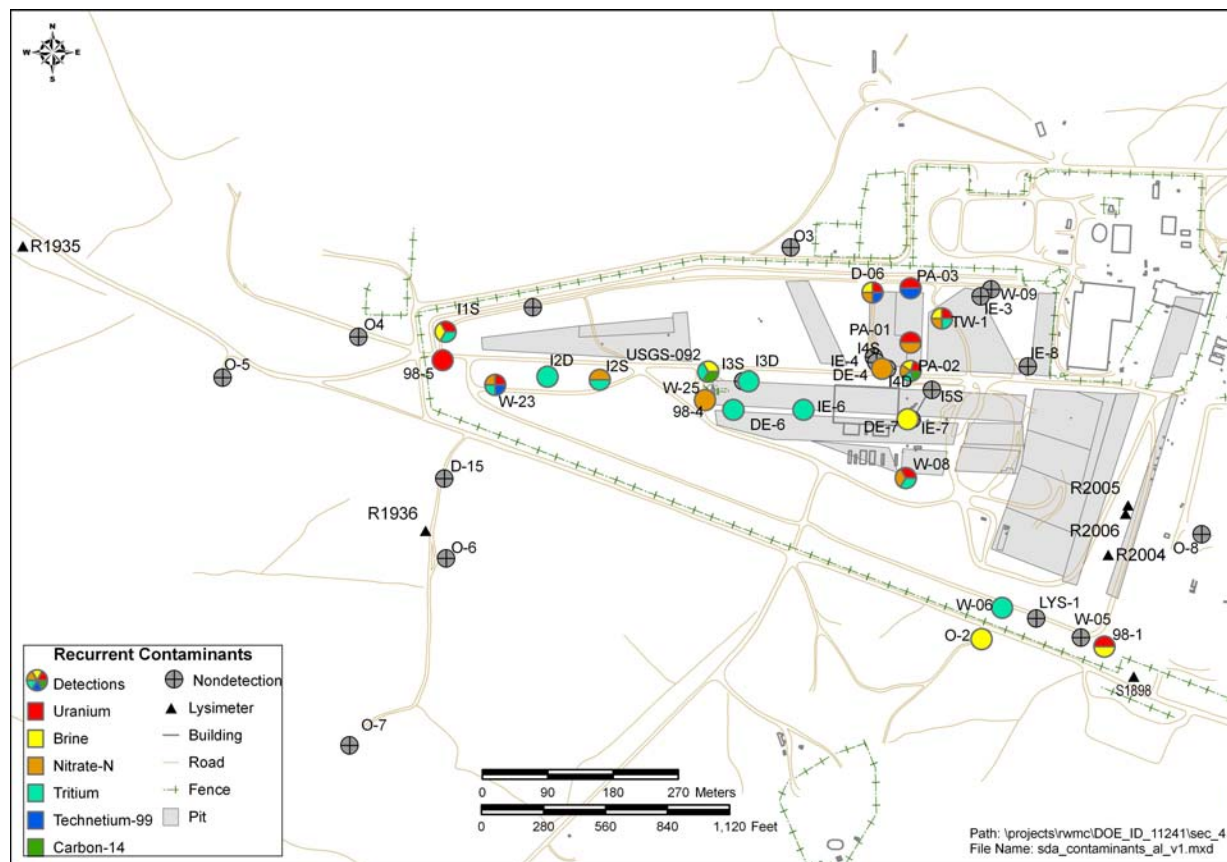 N
W E
S
O3
R1935
D-06
PA-03
W-09
IE-3
I1S
TW-1
O4
PA-01
I4S
USGS-092
I3S
I3D
IE-4
IE-8
O-5
98-5
I2D
I2S
DE-4
PA-02
I4D
W-23
W-25
I5S
98-4
DE-6
IE-6
DE-7
IE-7
D-15
W-08
R2005
R1936
R2006
O-6
R2004
O-8
W-06
LYS-1
W-05
O-2
98-1
S1898
O-7
Recurrent Contaminants
Detections
Nondetection
Uranium
Lysimeter
Brine
Building
Nitrate-N
Road
Tritium
Fence
Technetium-99
Pit
Carbon-14
0 90 180 270 Meters
0 280 560 840 1,120 Feet
Path: \projects\rwmc\DOE_ID_11241\sec_4
File Name: sda_contaminants_al_v1.mxd